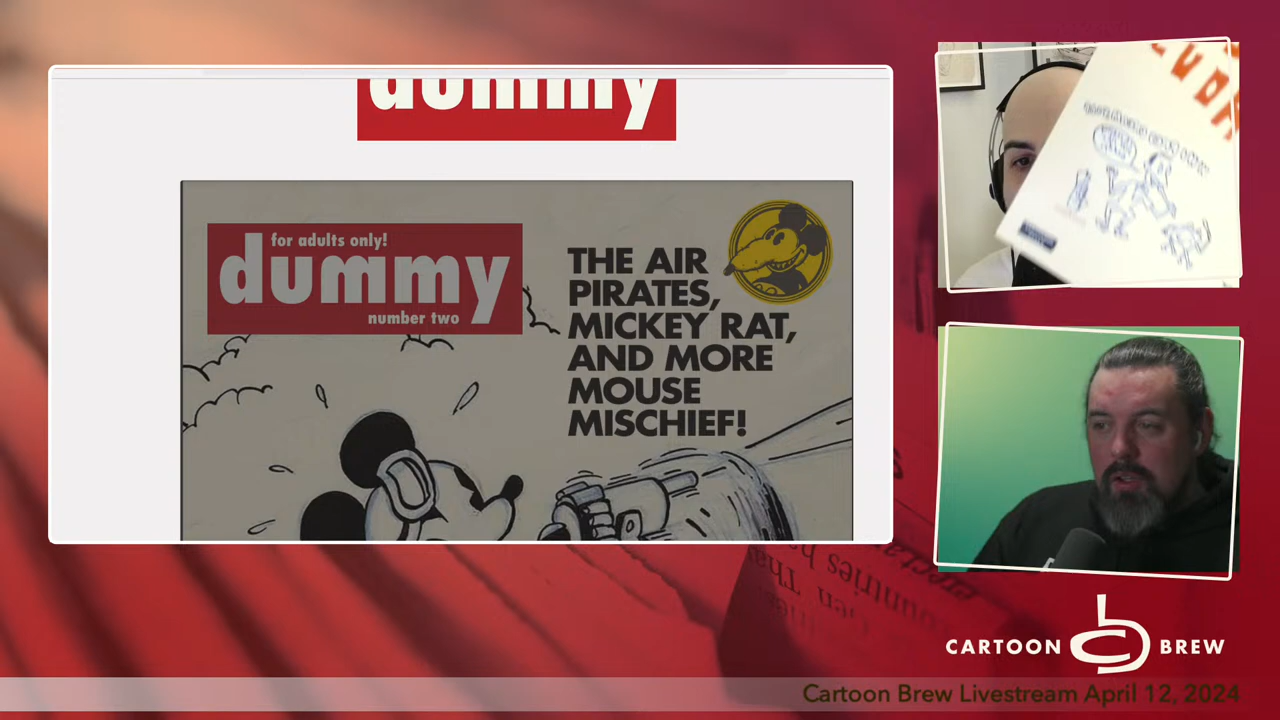 dummy
for adults only!
dummy
number two
THE AIR
PIRATES,
MICKEY RAT,
AND MORE
MOUSE
MISCHIEF!
CARTOON BREW
Cartoon Brew Livestream April 12, 2024